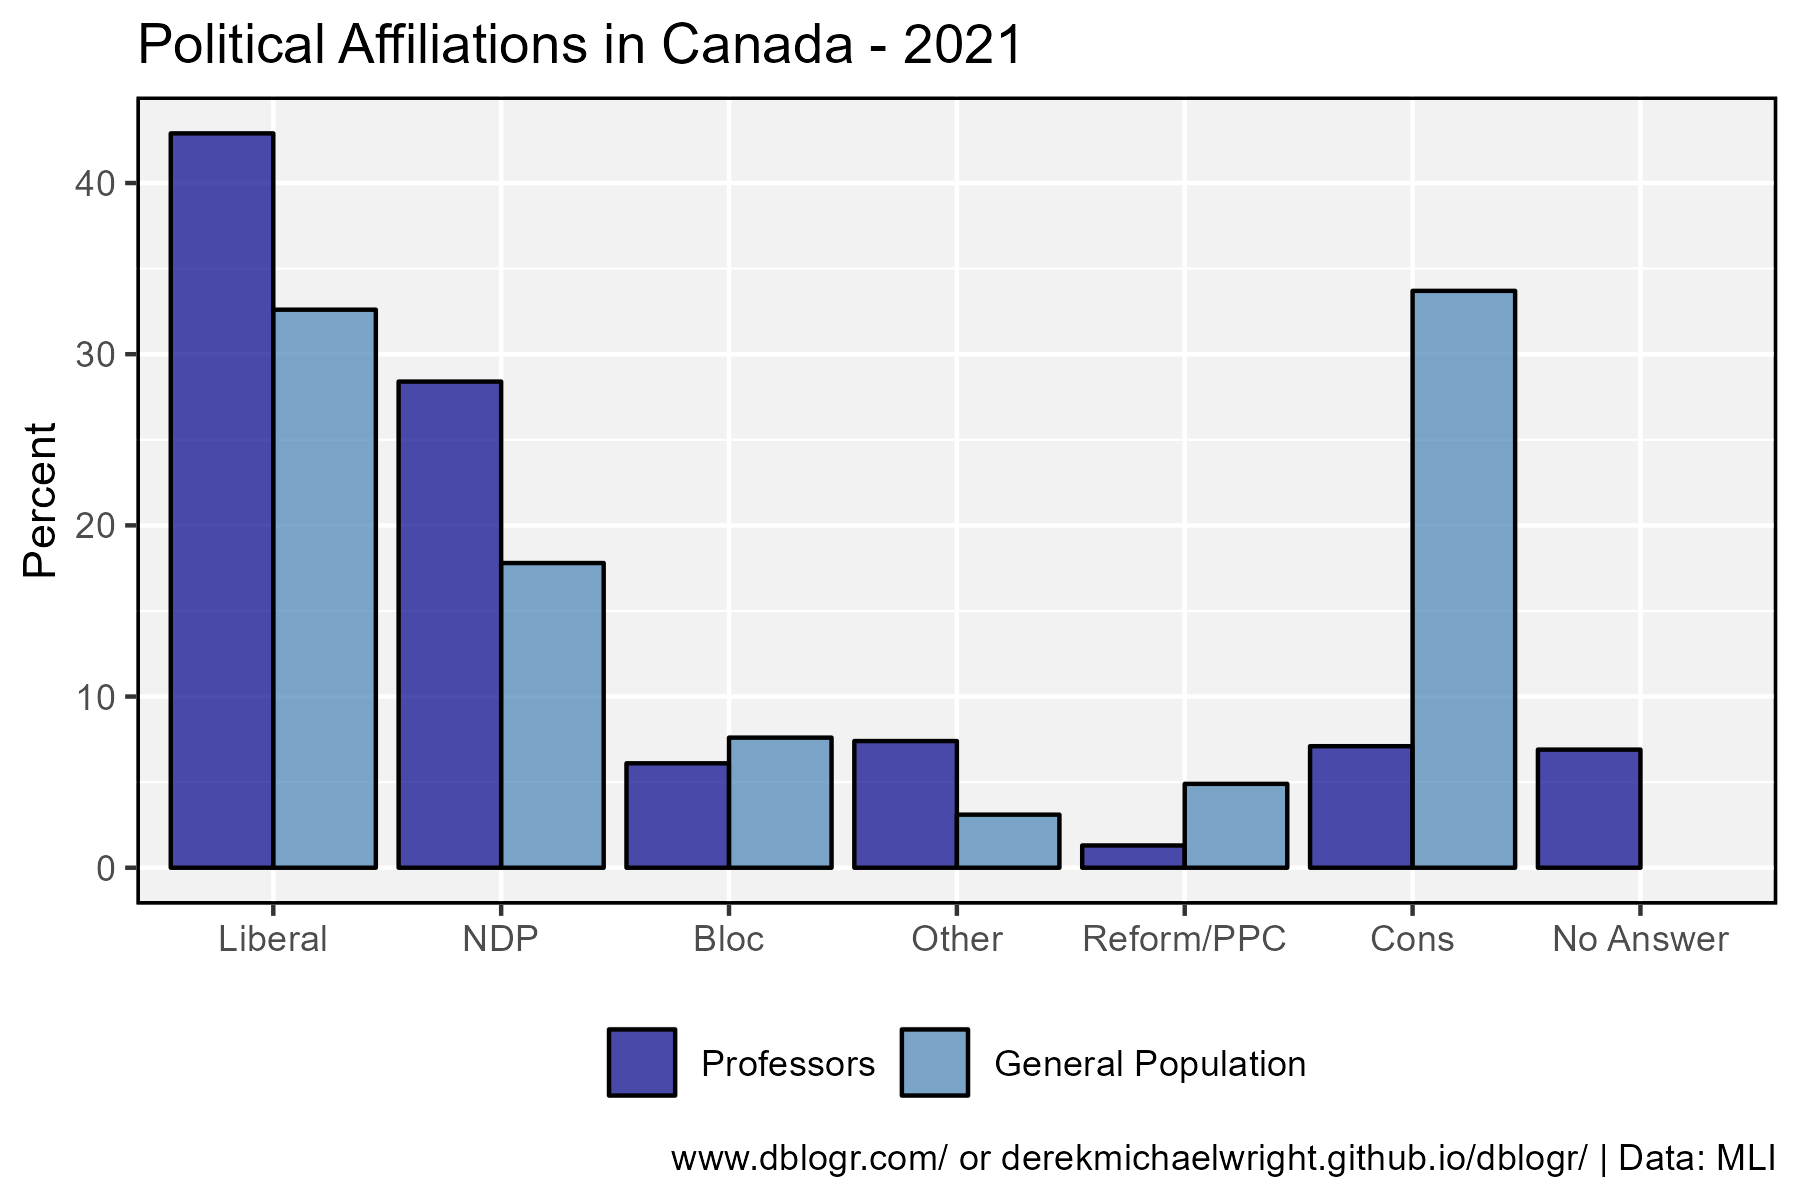 Political Affiliations in Canada - 2021
Percent
40
30
20
10
0
Liberal NDP Bloc Other Reform/PPC Cons No Answer
Professors General Population
www.dblogr.com/ or derekmichaelwright.github.io/dblogr/ | Data: MLI